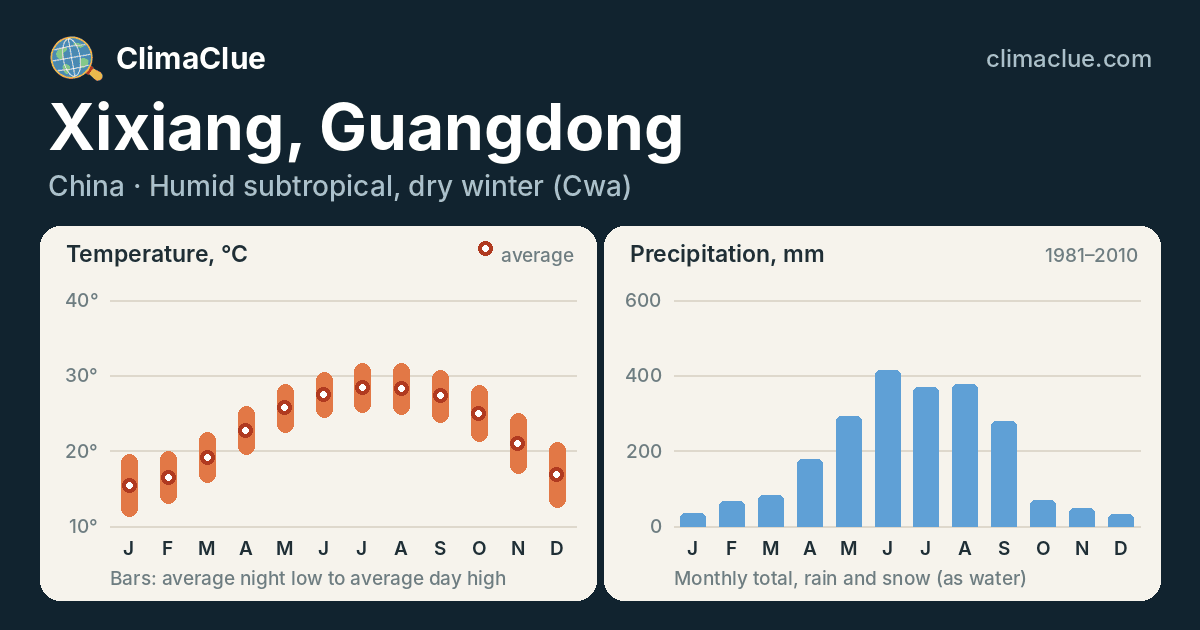 ClimaClue
climaclue.com
Xixiang, Guangdong
China · Humid subtropical, dry winter (Cwa)
Temperature, °C
average
40°
30°
20°
10°
J F M A M J J A S O N D
Bars: average night low to average day high
Precipitation, mm
1981–2010
600
400
200
0
J F M A M J J A S O N D
Monthly total, rain and snow (as water)